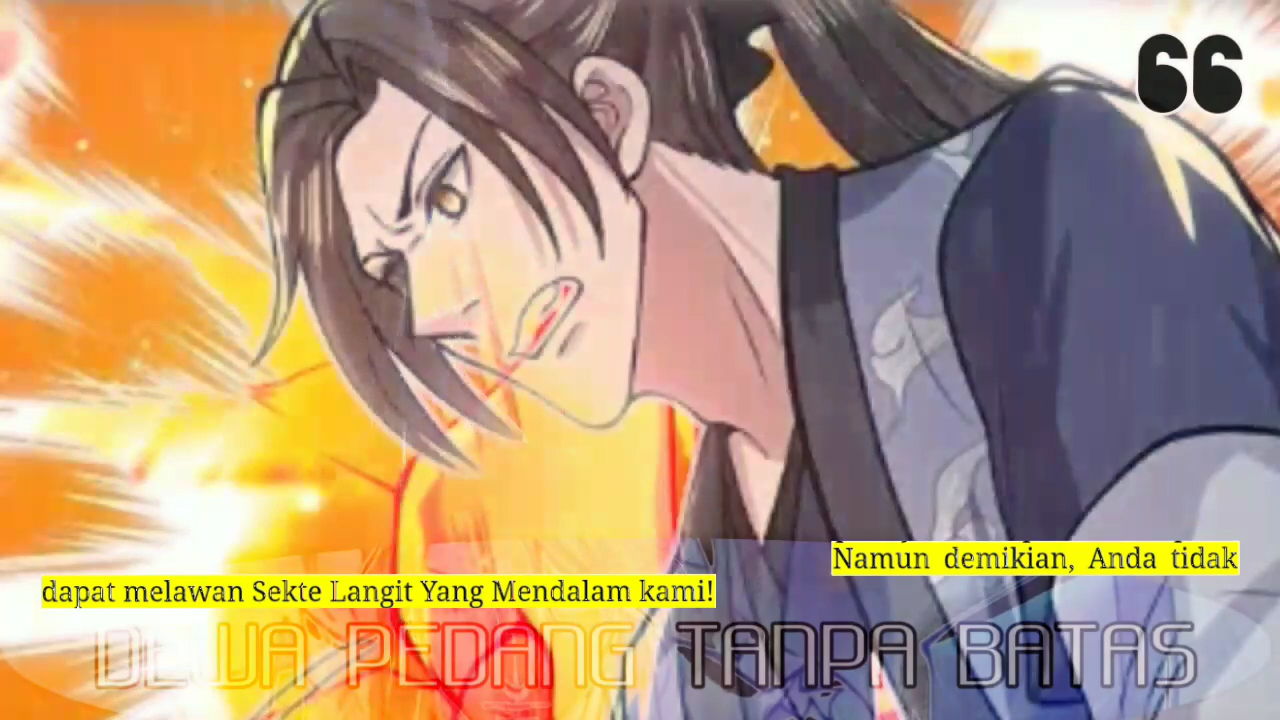 66
Namun demikian, Anda tidak
dapat melawan Sekte Langit Yang Mendalam kami!
DEWA PEDANG TANPA BATAS